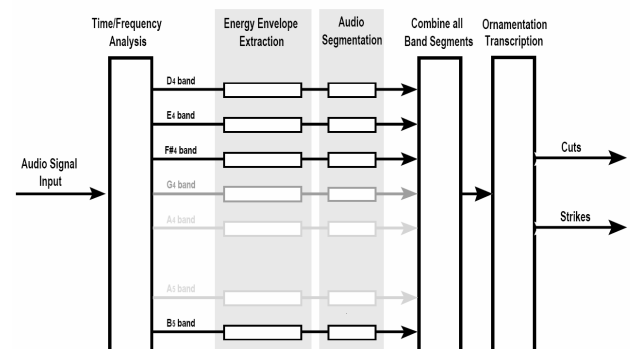 Time/Frequency
Analysis
Energy Envelope
Extraction
Audio
Segmentation
Combine all
Band Segments
Ornamentation
Transcription
D4 band
E4 band
F#4 band
Audio Signal
Input
G4 band
A4 band
A5 band
B5 band
Cuts
Strikes